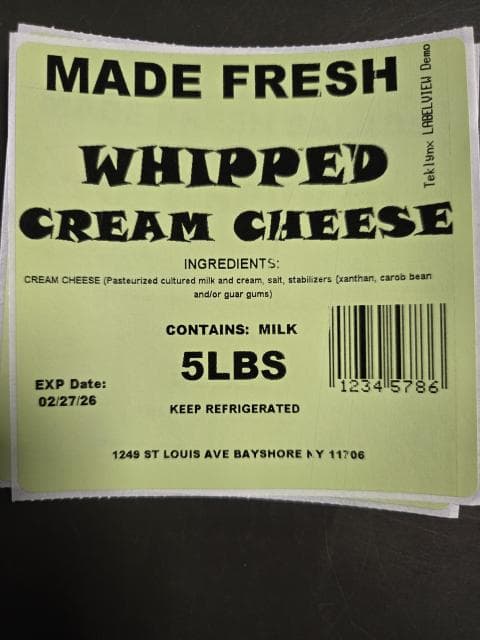 MADE FRESH
Teklynx LABELVIEW Demo
WHIPPED
CREAM CHEESE
INGREDIENTS:
CREAM CHEESE (Pasteurized cultured milk and cream, salt, stabilizers (xanthan, carob bean
and/or guar gums)
CONTAINS: MILK
5LBS
EXP Date:
02/27/26
KEEP REFRIGERATED
1234 5786
1249 ST LOUIS AVE BAYSHORE NY 11706